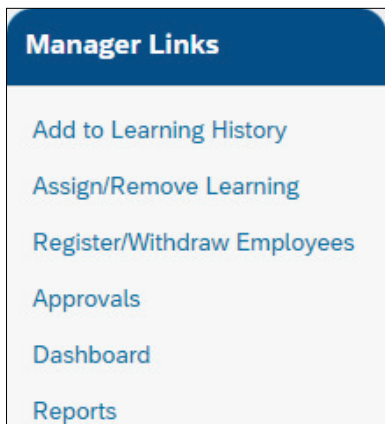 Manager Links
Add to Learning History
Assign/Remove Learning
Register/Withdraw Employees
Approvals
Dashboard
Reports